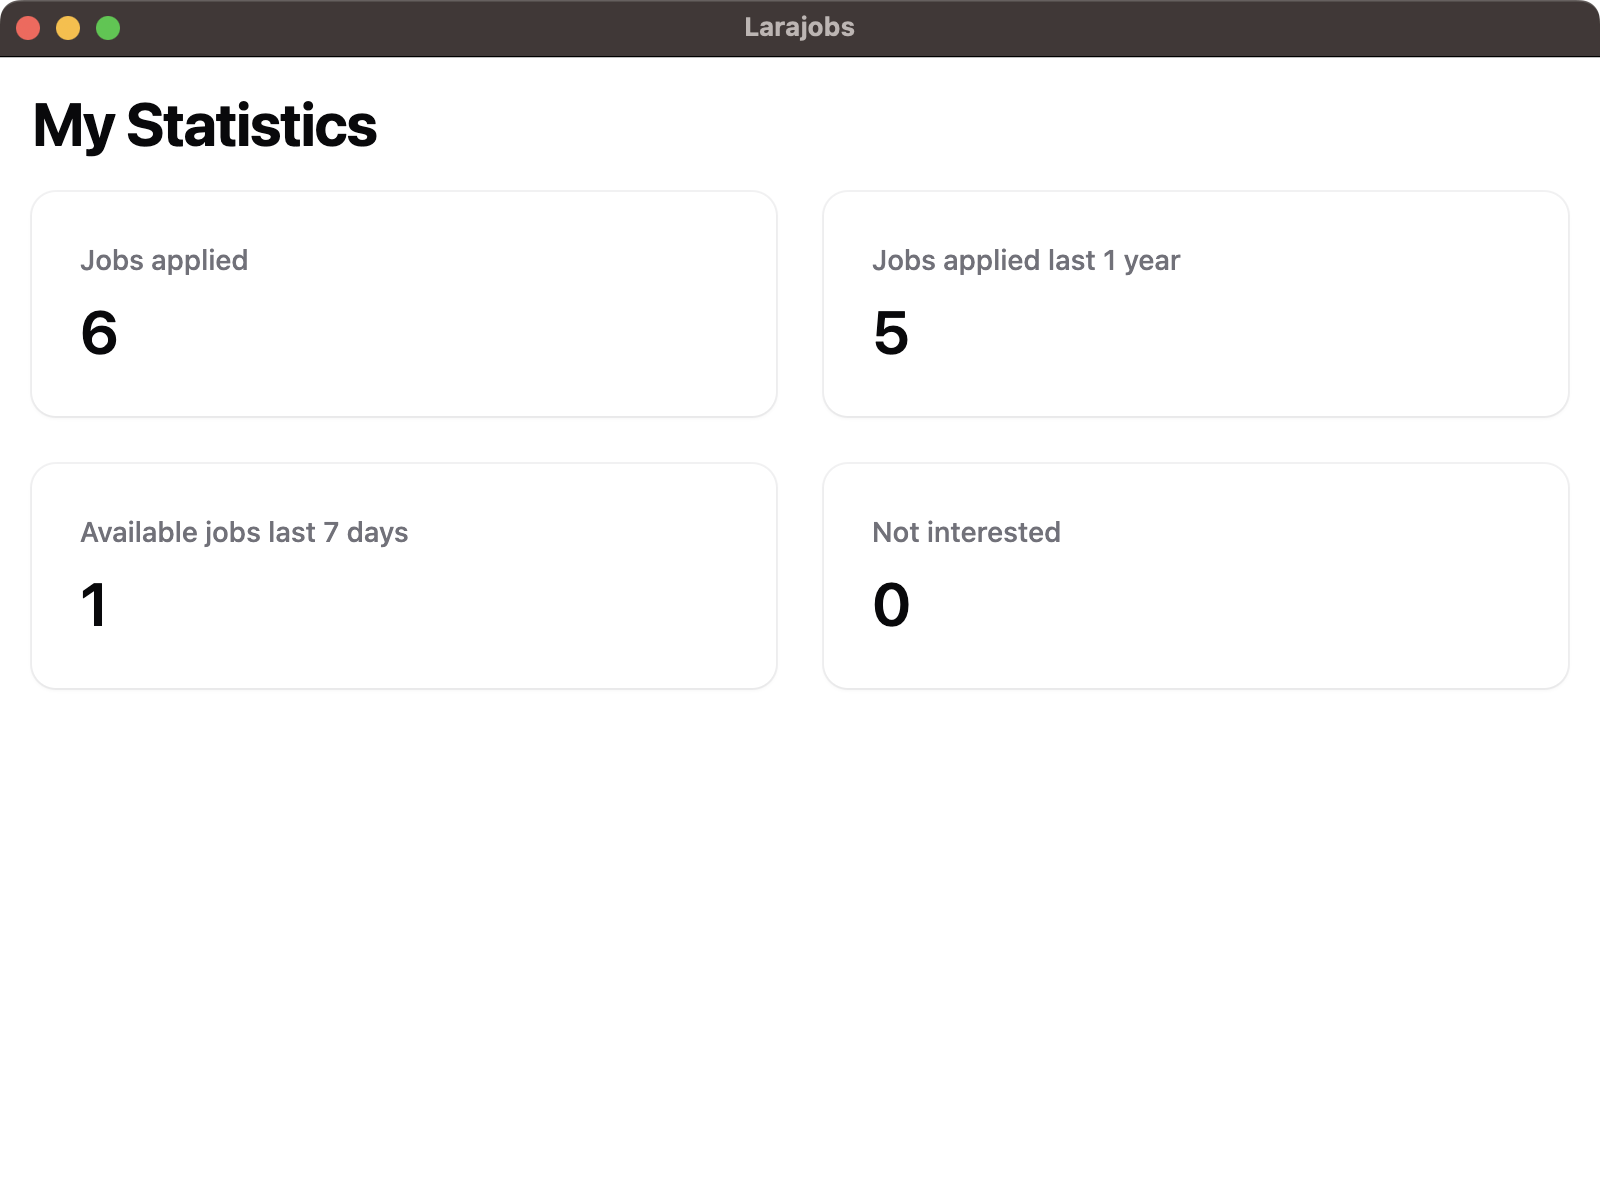 Larajobs
My Statistics
Jobs applied
6
Jobs applied last 1 year
5
Available jobs last 7 days
1
Not interested
0